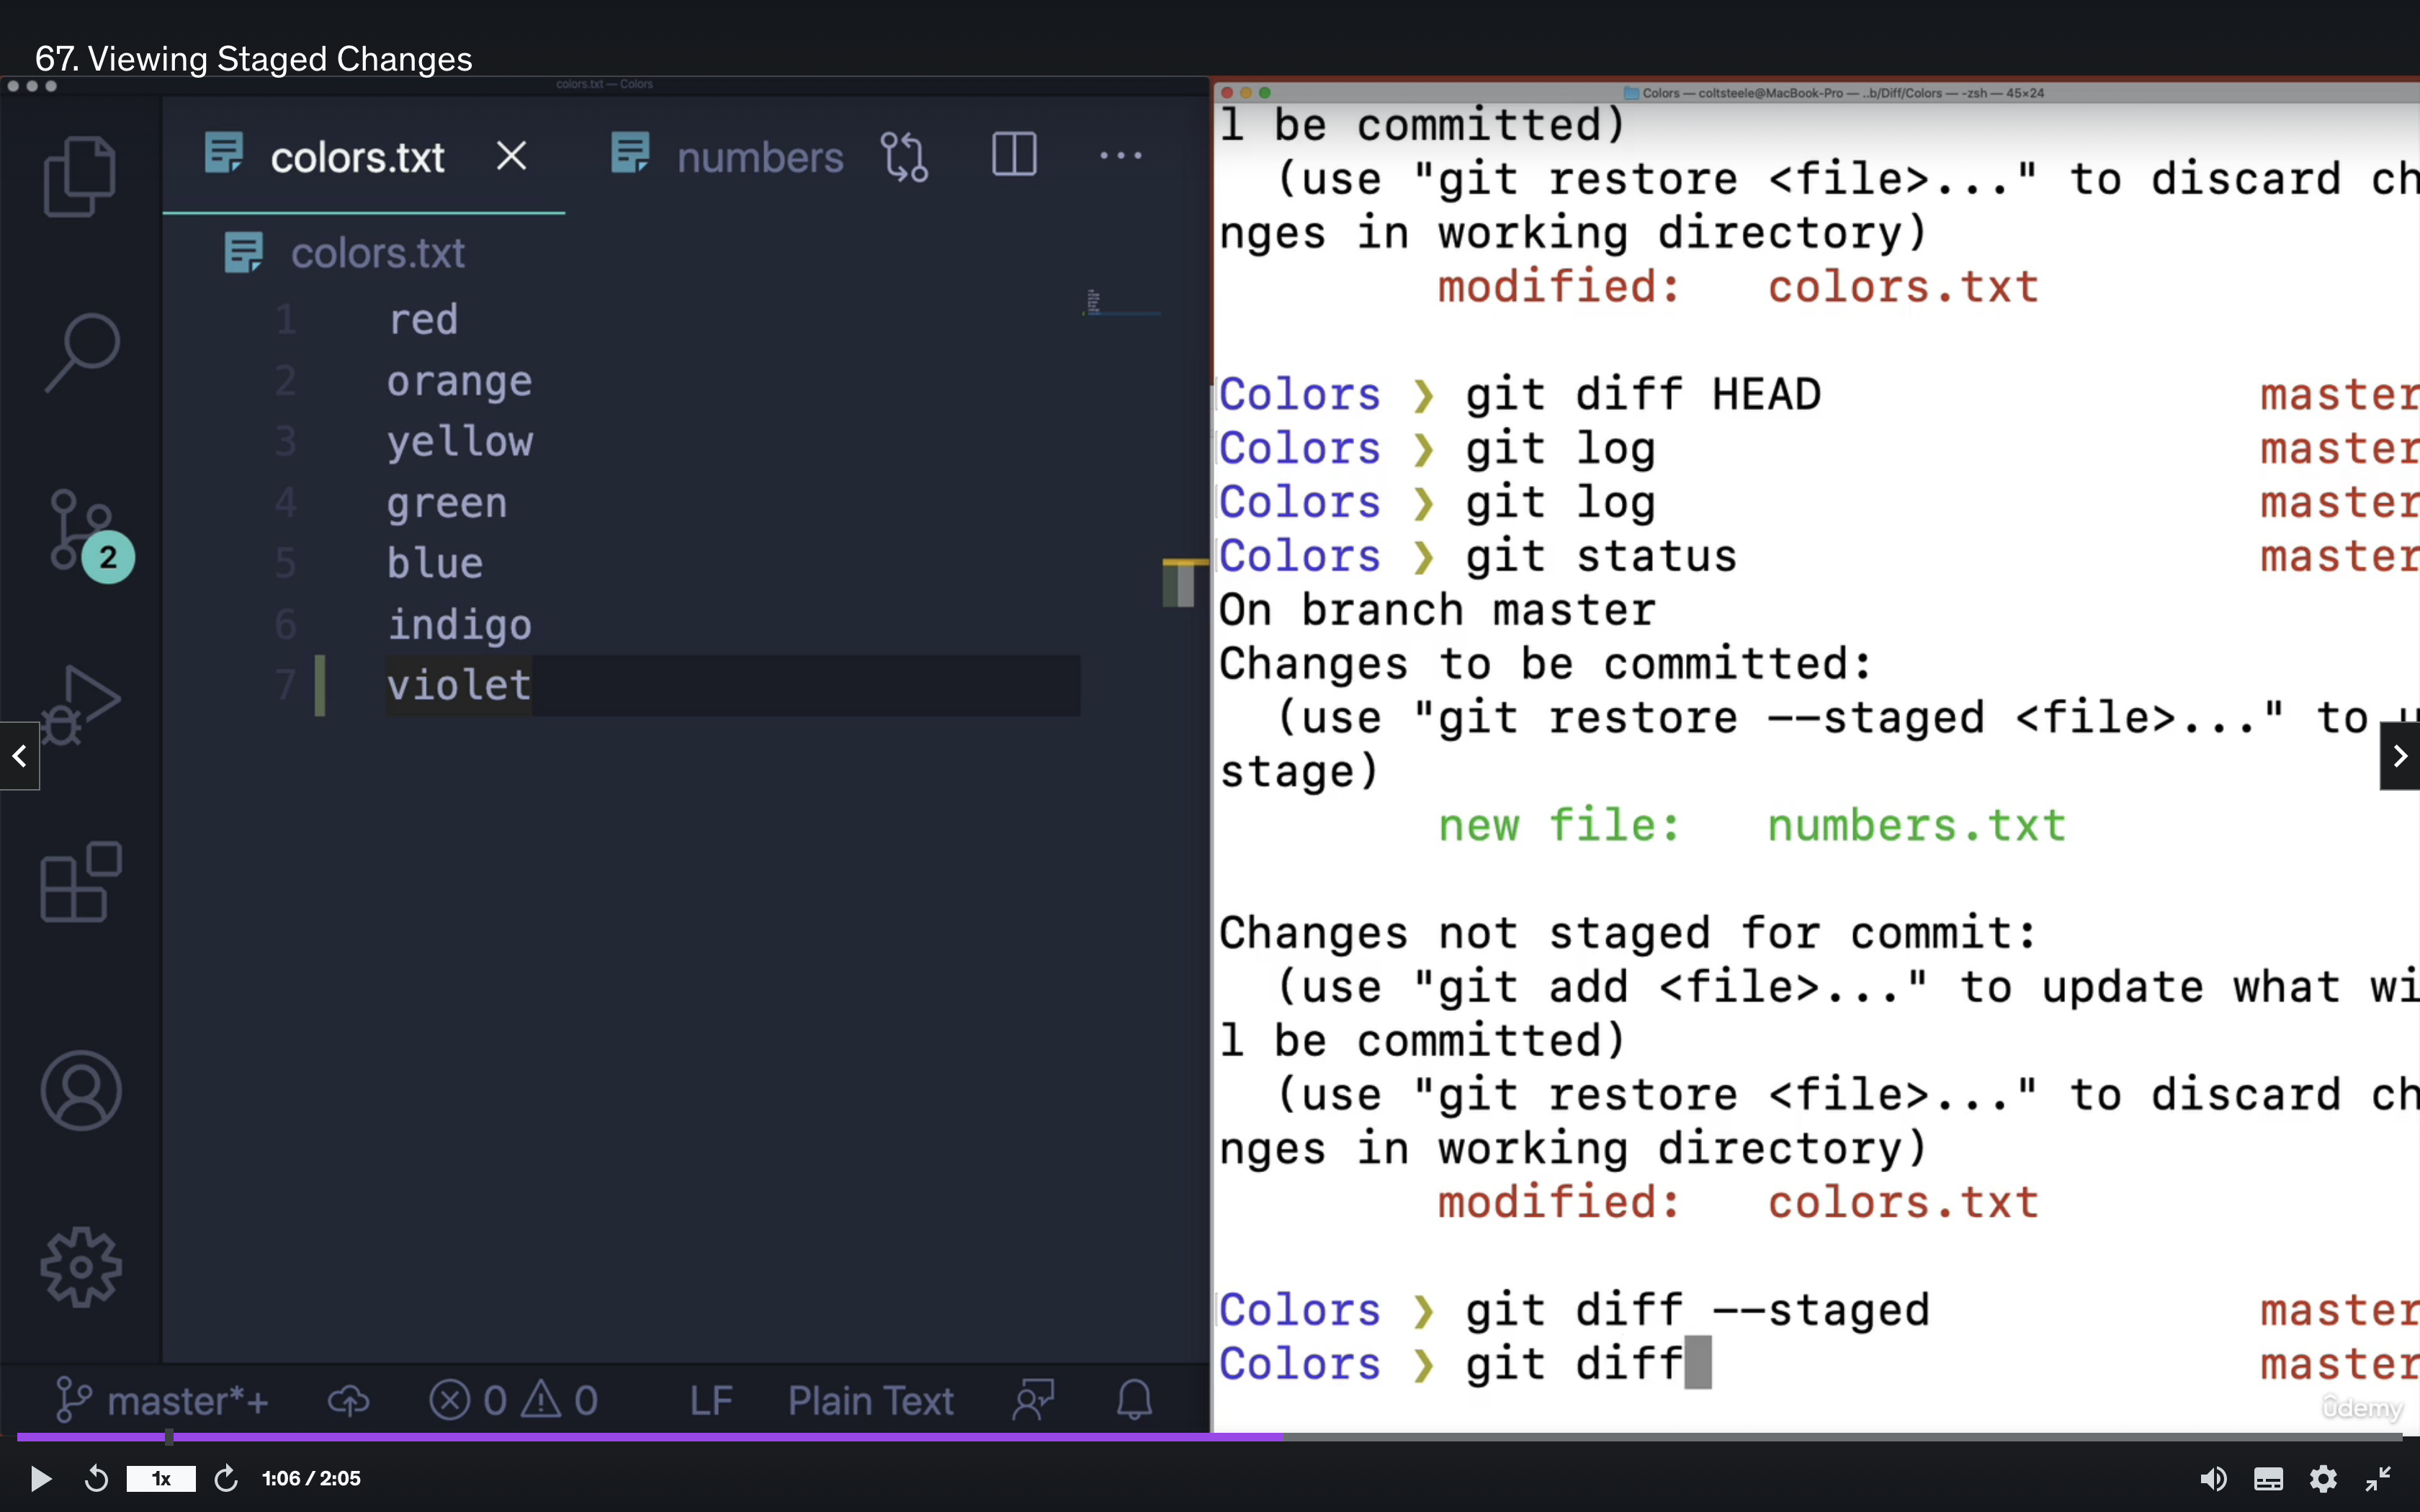 67. Viewing Staged Changes
colors.txt — Colors
colors.txt
numbers
colors.txt
1 red
2 orange
3 yellow
4 green
5 blue
6 indigo
7 violet
2
master*+
0
0
LF
Plain Text
Colors — coltsteele@MacBook-Pro — ..b/Diff/Colors — -zsh — 45×24
l be committed)
(use "git restore <file>..." to discard ch
nges in working directory)
modified: colors.txt
Colors ❯ git diff HEAD master
Colors ❯ git log master
Colors ❯ git log master
Colors ❯ git status master
On branch master
Changes to be committed:
(use "git restore --staged <file>..." to u
stage)
new file: numbers.txt
Changes not staged for commit:
(use "git add <file>..." to update what wi
l be committed)
(use "git restore <file>..." to discard ch
nges in working directory)
modified: colors.txt
Colors ❯ git diff --staged master
Colors ❯ git diff master
ûdemy
1x
1:06 / 2:05